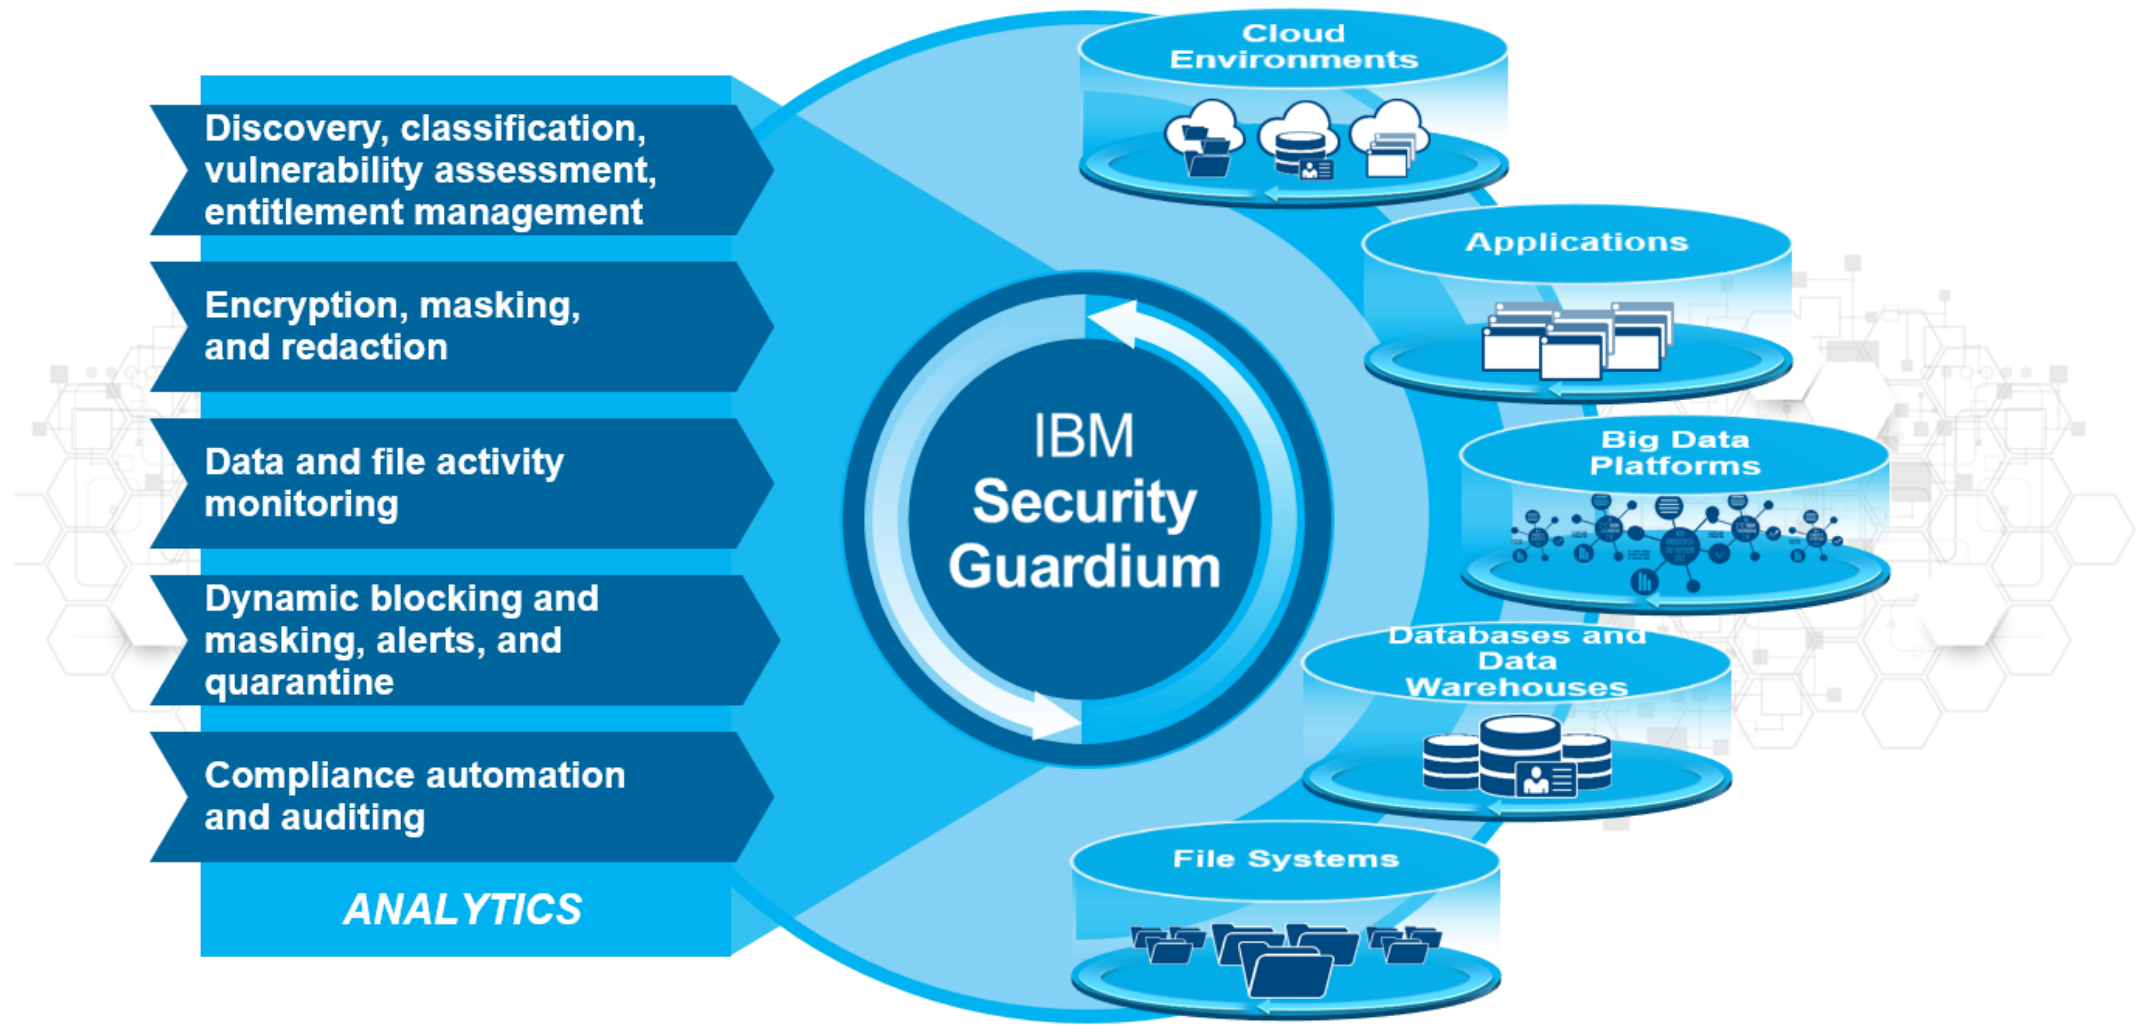 Discovery, classification,
vulnerability assessment,
entitlement management
Encryption, masking,
and redaction
Data and file activity
monitoring
Dynamic blocking and
masking, alerts, and
quarantine
Compliance automation
and auditing
ANALYTICS
IBM
Security
Guardium
Cloud
Environments
Applications
Big Data
Platforms
Databases and
Data
Warehouses
File Systems